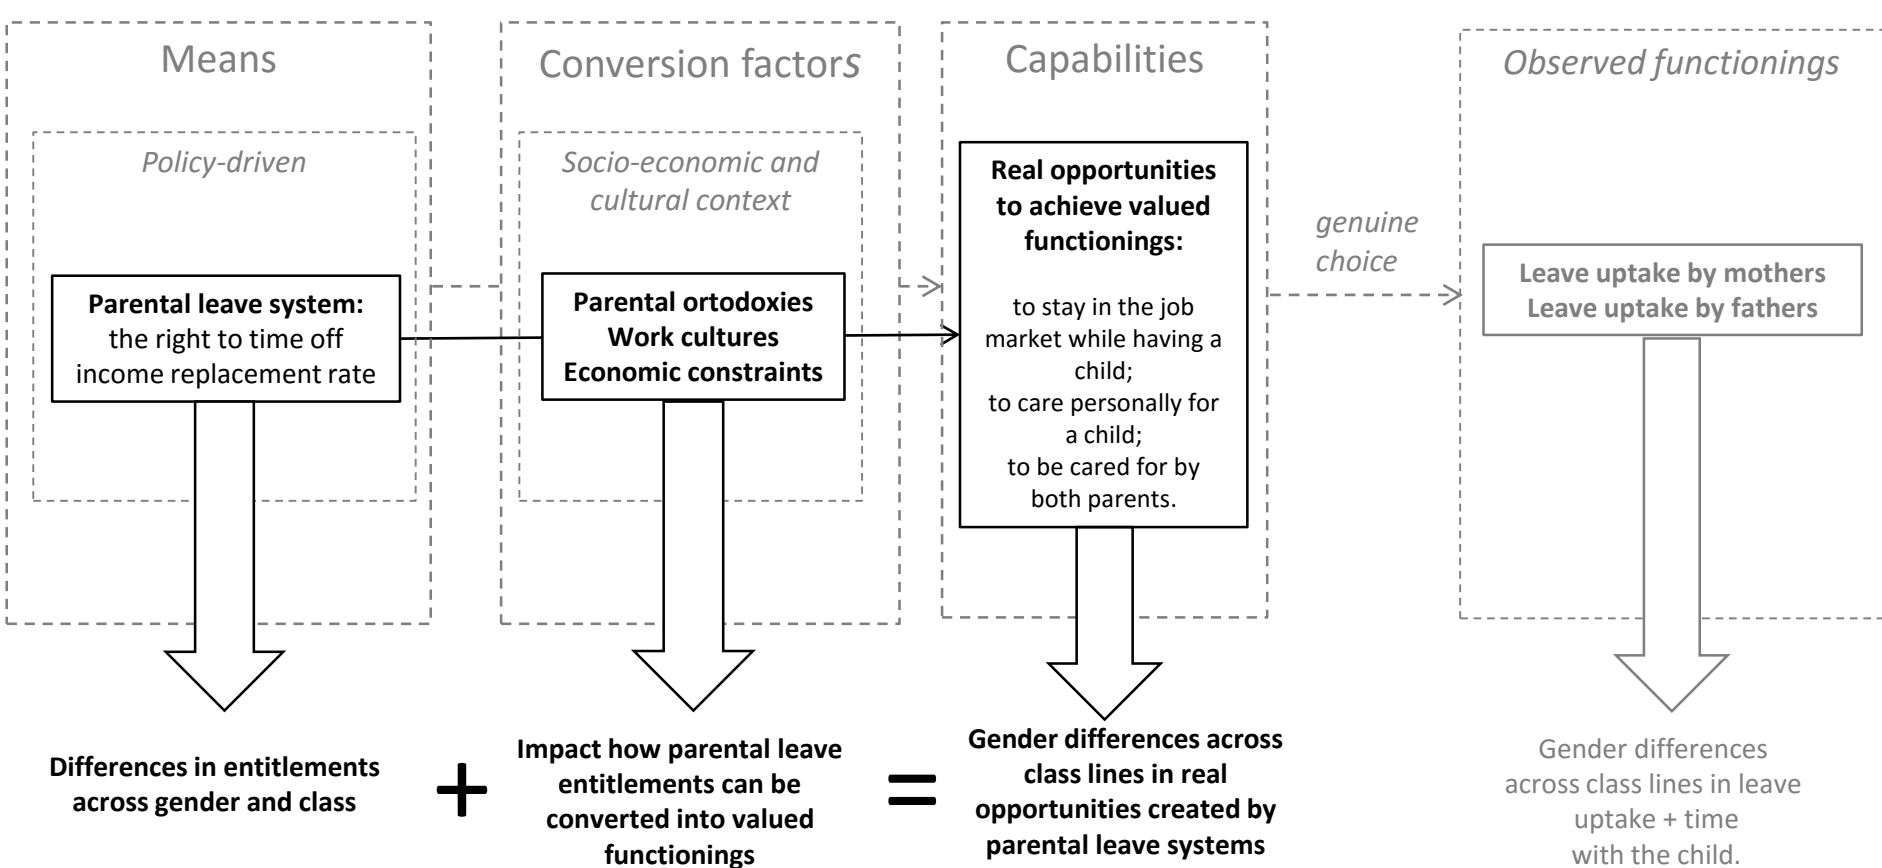 Means
Policy-driven
Parental leave system:
the right to time off
income replacement rate
Differences in entitlements
across gender and class
+
Conversion factors
Socio-economic and
cultural context
Parental ortodoxies
Work cultures
Economic constraints
Impact how parental leave
entitlements can be
converted into valued
functionings
=
Capabilities
Real opportunities
to achieve valued
functionings:
to stay in the job
market while having a
child;
to care personally for
a child;
to be cared for by
both parents.
Gender differences across
class lines in real
opportunities created by
parental leave systems
genuine
choice
Observed functionings
Leave uptake by mothers
Leave uptake by fathers
Gender differences
across class lines in leave
uptake + time
with the child.